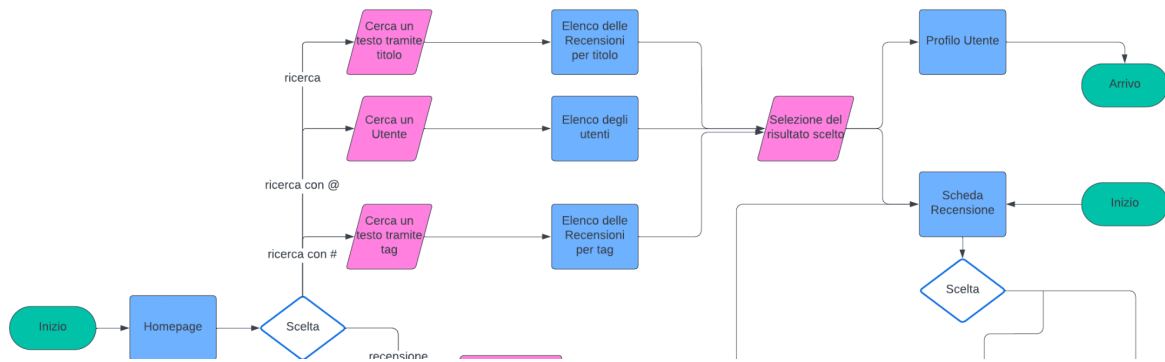 Cerca un
testo tramite
titolo
Elenco delle
Recensioni
per titolo
Profilo Utente
Arrivo
ricerca
Cerca un
Utente
Elenco degli
utenti
Selezione del
risultato scelto
ricerca con @
Scheda
Recensione
Inizio
Cerca un
testo tramite
tag
Elenco delle
Recensioni
per tag
ricerca con #
Scelta
Inizio
Homepage
Scelta
recensione